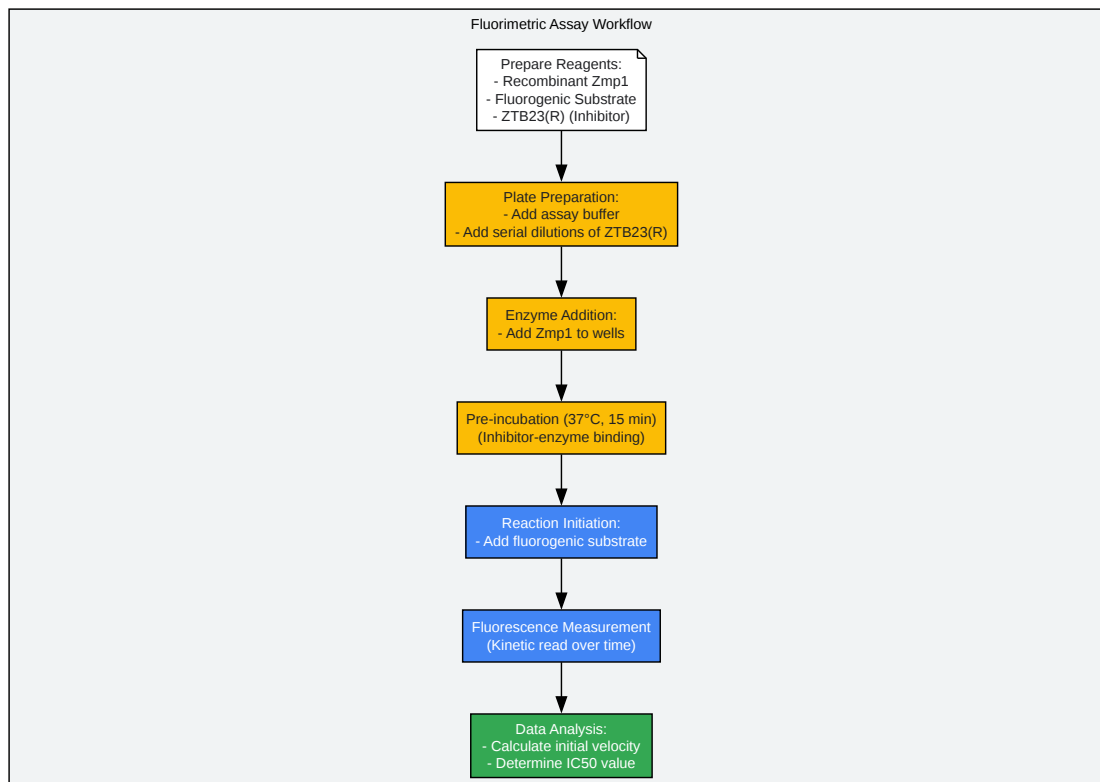 Fluorimetric Assay Workflow
Prepare Reagents:
- Recombinant Zmp1
- Fluorogenic Substrate
- ZTB23(R) (Inhibitor)
Plate Preparation:
- Add assay buffer
- Add serial dilutions of ZTB23(R)
Enzyme Addition:
- Add Zmp1 to wells
Pre-incubation (37°C, 15 min)
(Inhibitor-enzyme binding)
Reaction Initiation:
- Add fluorogenic substrate
Fluorescence Measurement
(Kinetic read over time)
Data Analysis:
- Calculate initial velocity
- Determine IC50 value